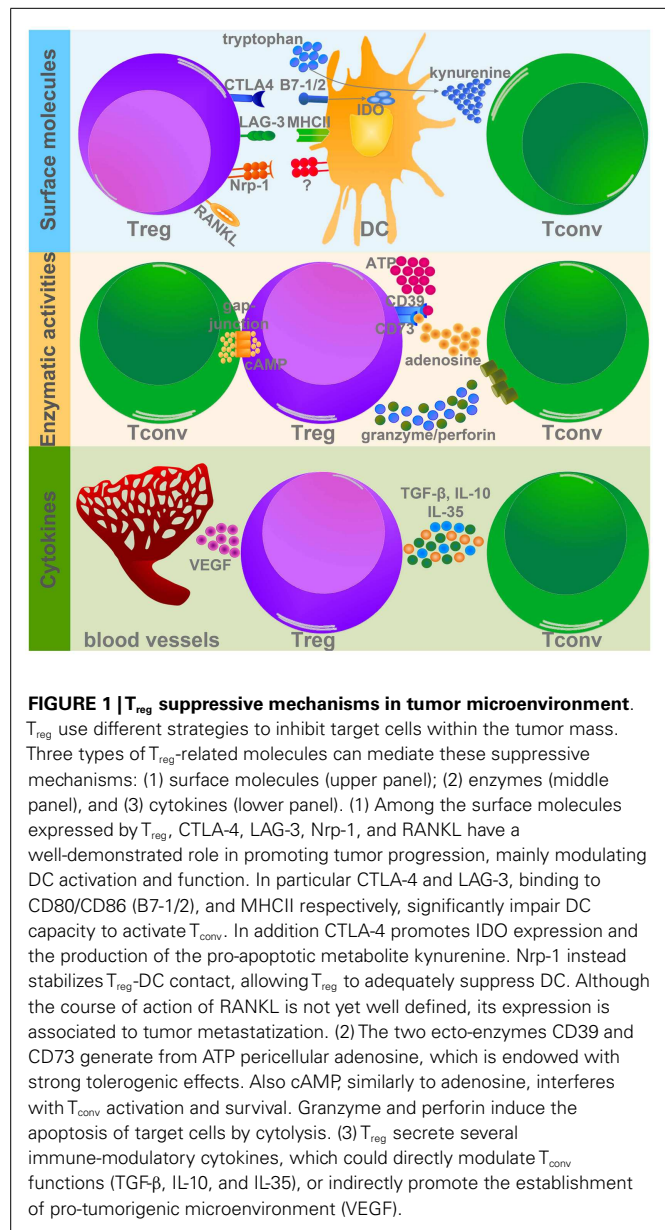 Surface molecules
tryptophan
CTLA4 B7-1/2
kynurenine
IDO
LAG-3 MHCII
Nrp-1
?
RANKL
Treg
DC
Tconv
Enzymatic activities
ATP
CD39
CD73
gap-
junction
cAMP
adenosine
granzyme/perforin
Tconv
Treg
Tconv
Cytokines
TGF-β, IL-10
IL-35
VEGF
blood vessels
Treg
Tconv
FIGURE 1 | Treg suppressive mechanisms in tumor microenvironment.
Treg use different strategies to inhibit target cells within the tumor mass.
Three types of Treg-related molecules can mediate these suppressive
mechanisms: (1) surface molecules (upper panel); (2) enzymes (middle
panel), and (3) cytokines (lower panel). (1) Among the surface molecules
expressed by Treg, CTLA-4, LAG-3, Nrp-1, and RANKL have a
well-demonstrated role in promoting tumor progression, mainly modulating
DC activation and function. In particular CTLA-4 and LAG-3, binding to
CD80/CD86 (B7-1/2), and MHCII respectively, significantly impair DC
capacity to activate Tconv. In addition CTLA-4 promotes IDO expression and
the production of the pro-apoptotic metabolite kynurenine. Nrp-1 instead
stabilizes Treg-DC contact, allowing Treg to adequately suppress DC. Although
the course of action of RANKL is not yet well defined, its expression is
associated to tumor metastatization. (2) The two ecto-enzymes CD39 and
CD73 generate from ATP pericellular adenosine, which is endowed with
strong tolerogenic effects. Also cAMP, similarly to adenosine, interferes
with Tconv activation and survival. Granzyme and perforin induce the
apoptosis of target cells by cytolysis. (3) Treg secrete several
immune-modulatory cytokines, which could directly modulate Tconv
functions (TGF-β, IL-10, and IL-35), or indirectly promote the establishment
of pro-tumorigenic microenvironment (VEGF).